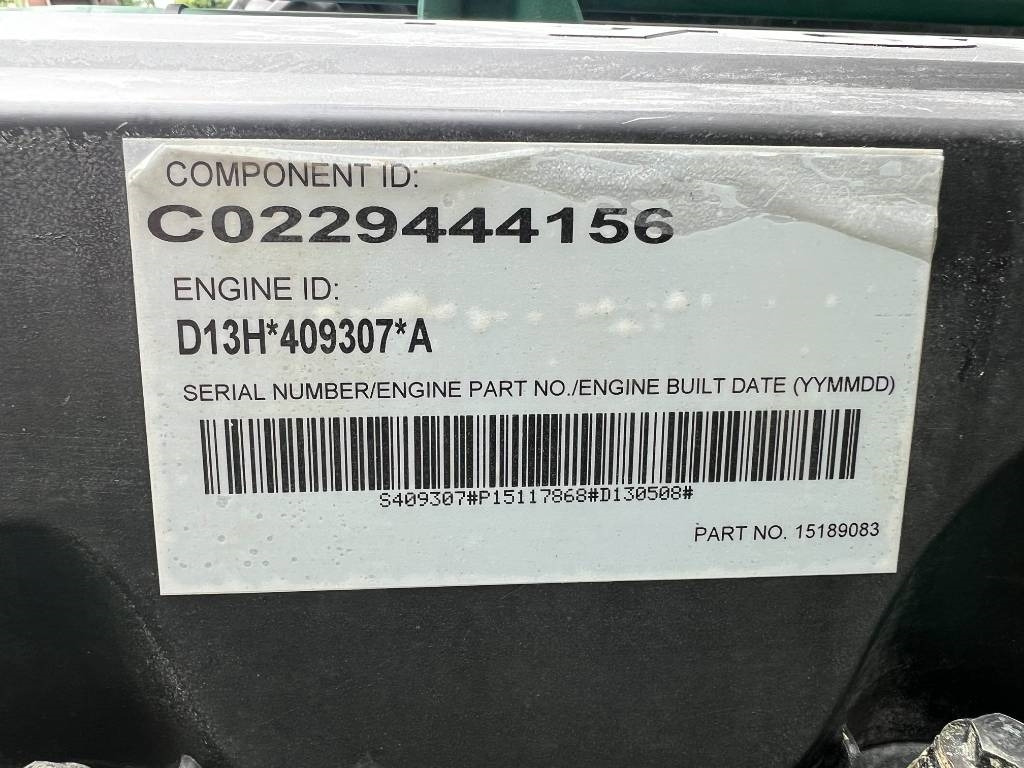 COMPONENT ID:
C0229444156
ENGINE ID:
D13H*409307*A
SERIAL NUMBER/ENGINE PART NO./ENGINE BUILT DATE (YYMMDD)
S409307#P15117868#D130508#
PART NO. 15189083